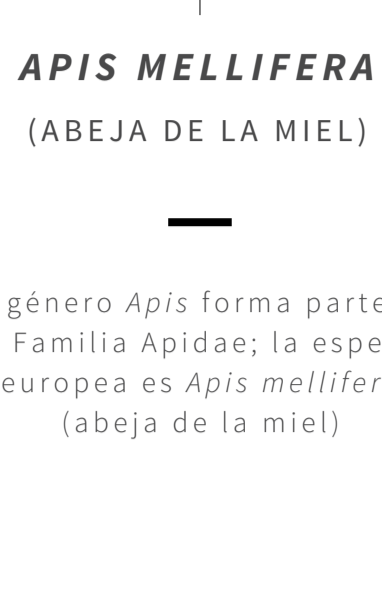 APIS MELLIFERA
(ABEJA DE LA MIEL)
género Apis forma parte
Familia Apidae; la espe
europea es Apis mellifer
(abeja de la miel)